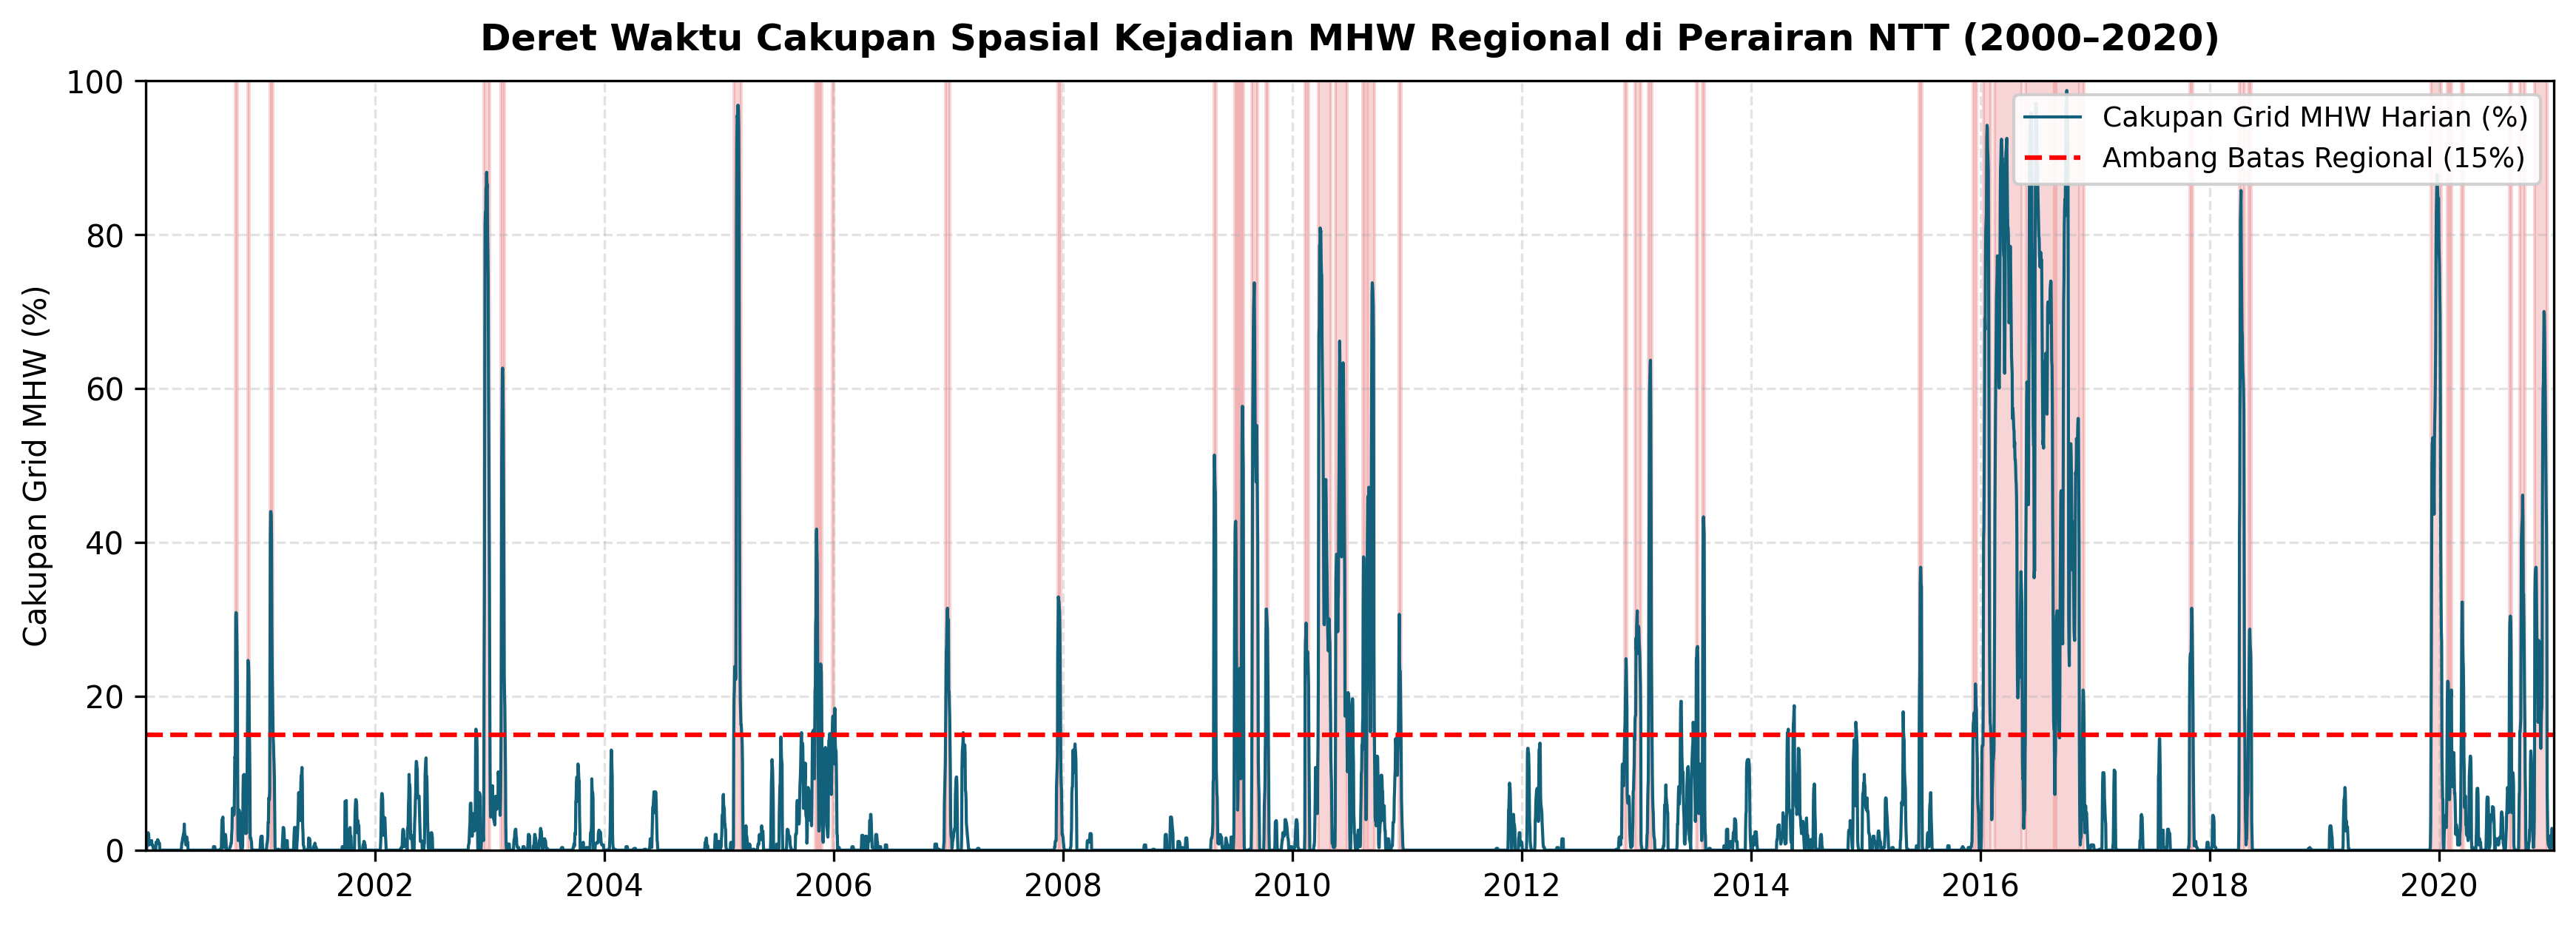 Deret Waktu Cakupan Spasial Kejadian MHW Regional di Perairan NTT (2000–2020)
Cakupan Grid MHW (%)
100
80
60
40
20
0
Cakupan Grid MHW Harian (%)
Ambang Batas Regional (15%)
2002 2004 2006 2008 2010 2012 2014 2016 2018 2020